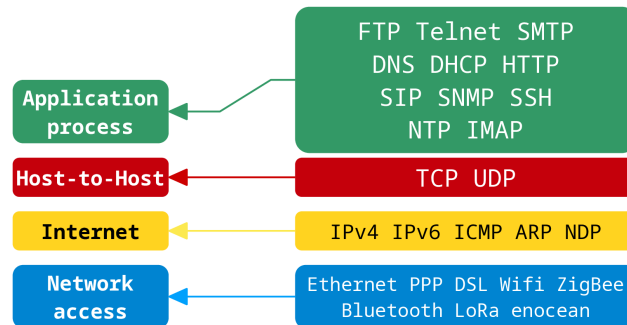 FTP Telnet SMTP
DNS DHCP HTTP
SIP SNMP SSH
NTP IMAP
Application
process
Host-to-Host
TCP UDP
Internet
IPv4 IPv6 ICMP ARP NDP
Network
access
Ethernet PPP DSL Wifi ZigBee
Bluetooth LoRa enocean